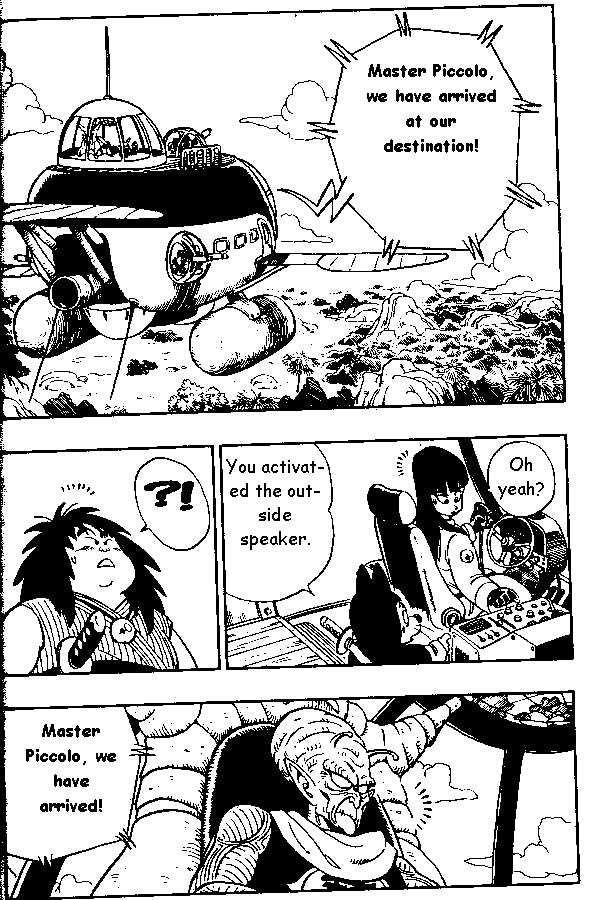 Master Piccolo,
we have arrived
at our
destination!
?!
You activat-
ed the out-
side
speaker.
Oh
yeah?
Master
Piccolo, we
have
arrived!